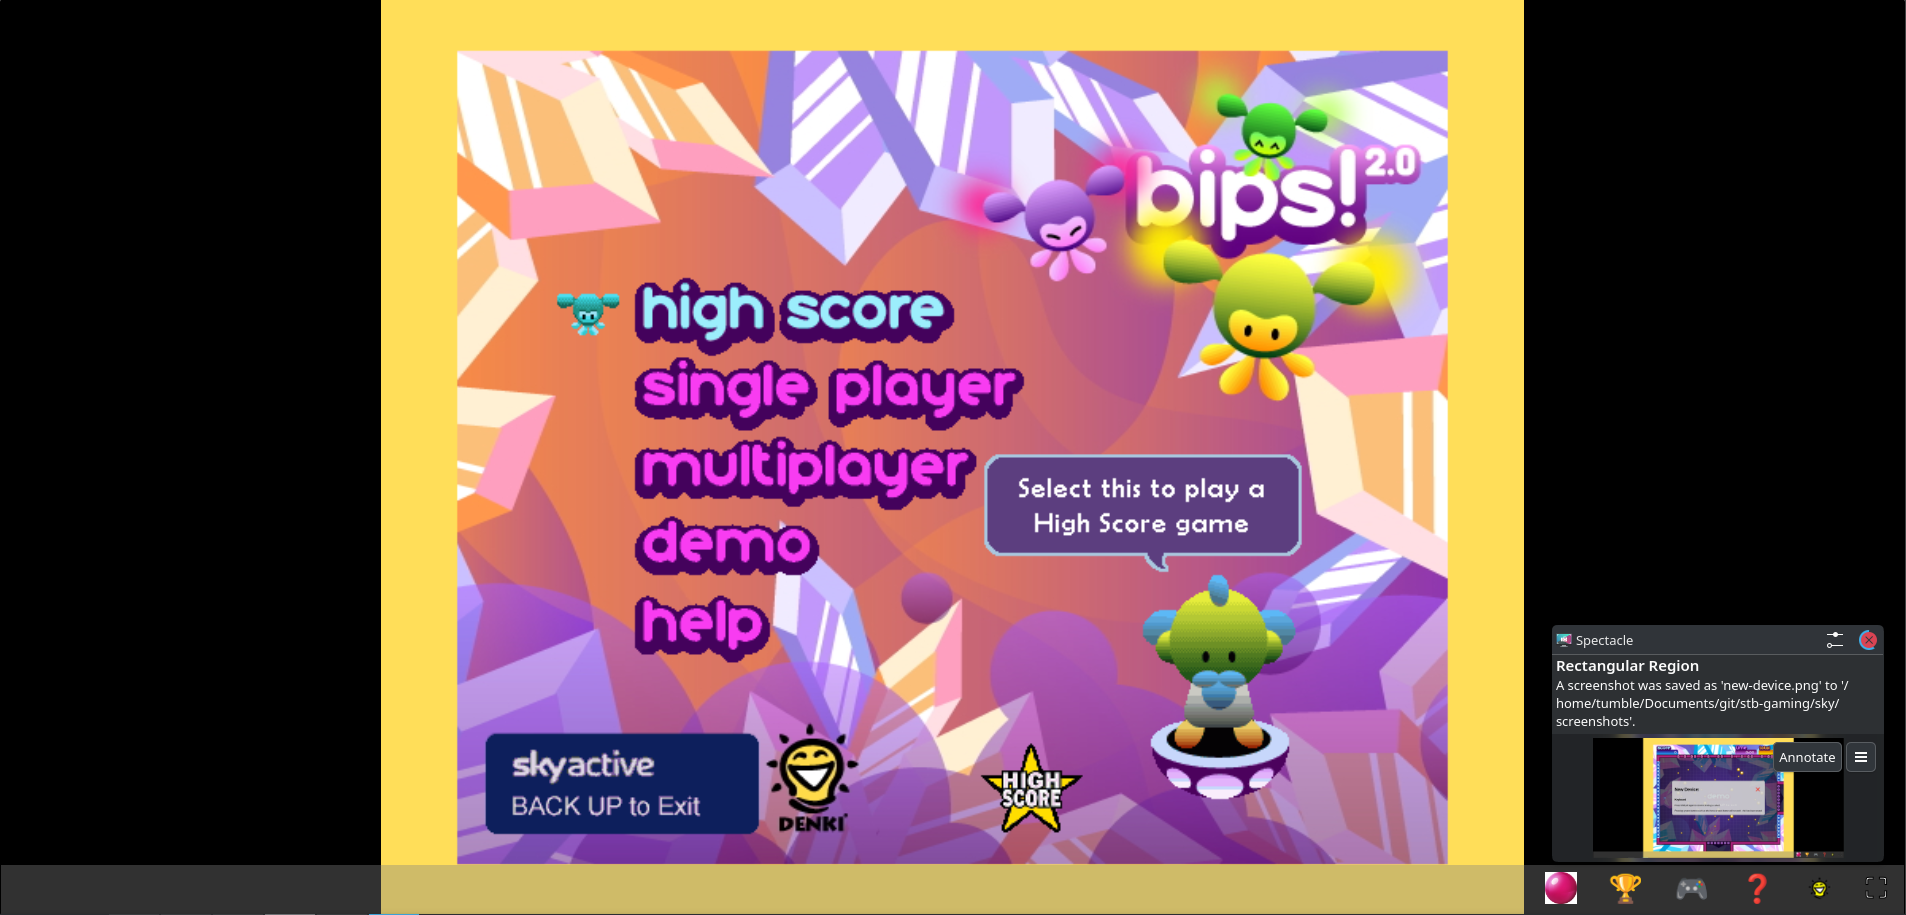 bips! 2.0
high score
single player
multiplayer
demo
help
Select this to play a
High Score game
sky active
BACK UP to Exit
DENKI
HIGH
SCORE
Spectacle
Rectangular Region
A screenshot was saved as 'new-device.png' to '/
home/tumble/Documents/git/stb-gaming/sky/
screenshots'.
Annotate